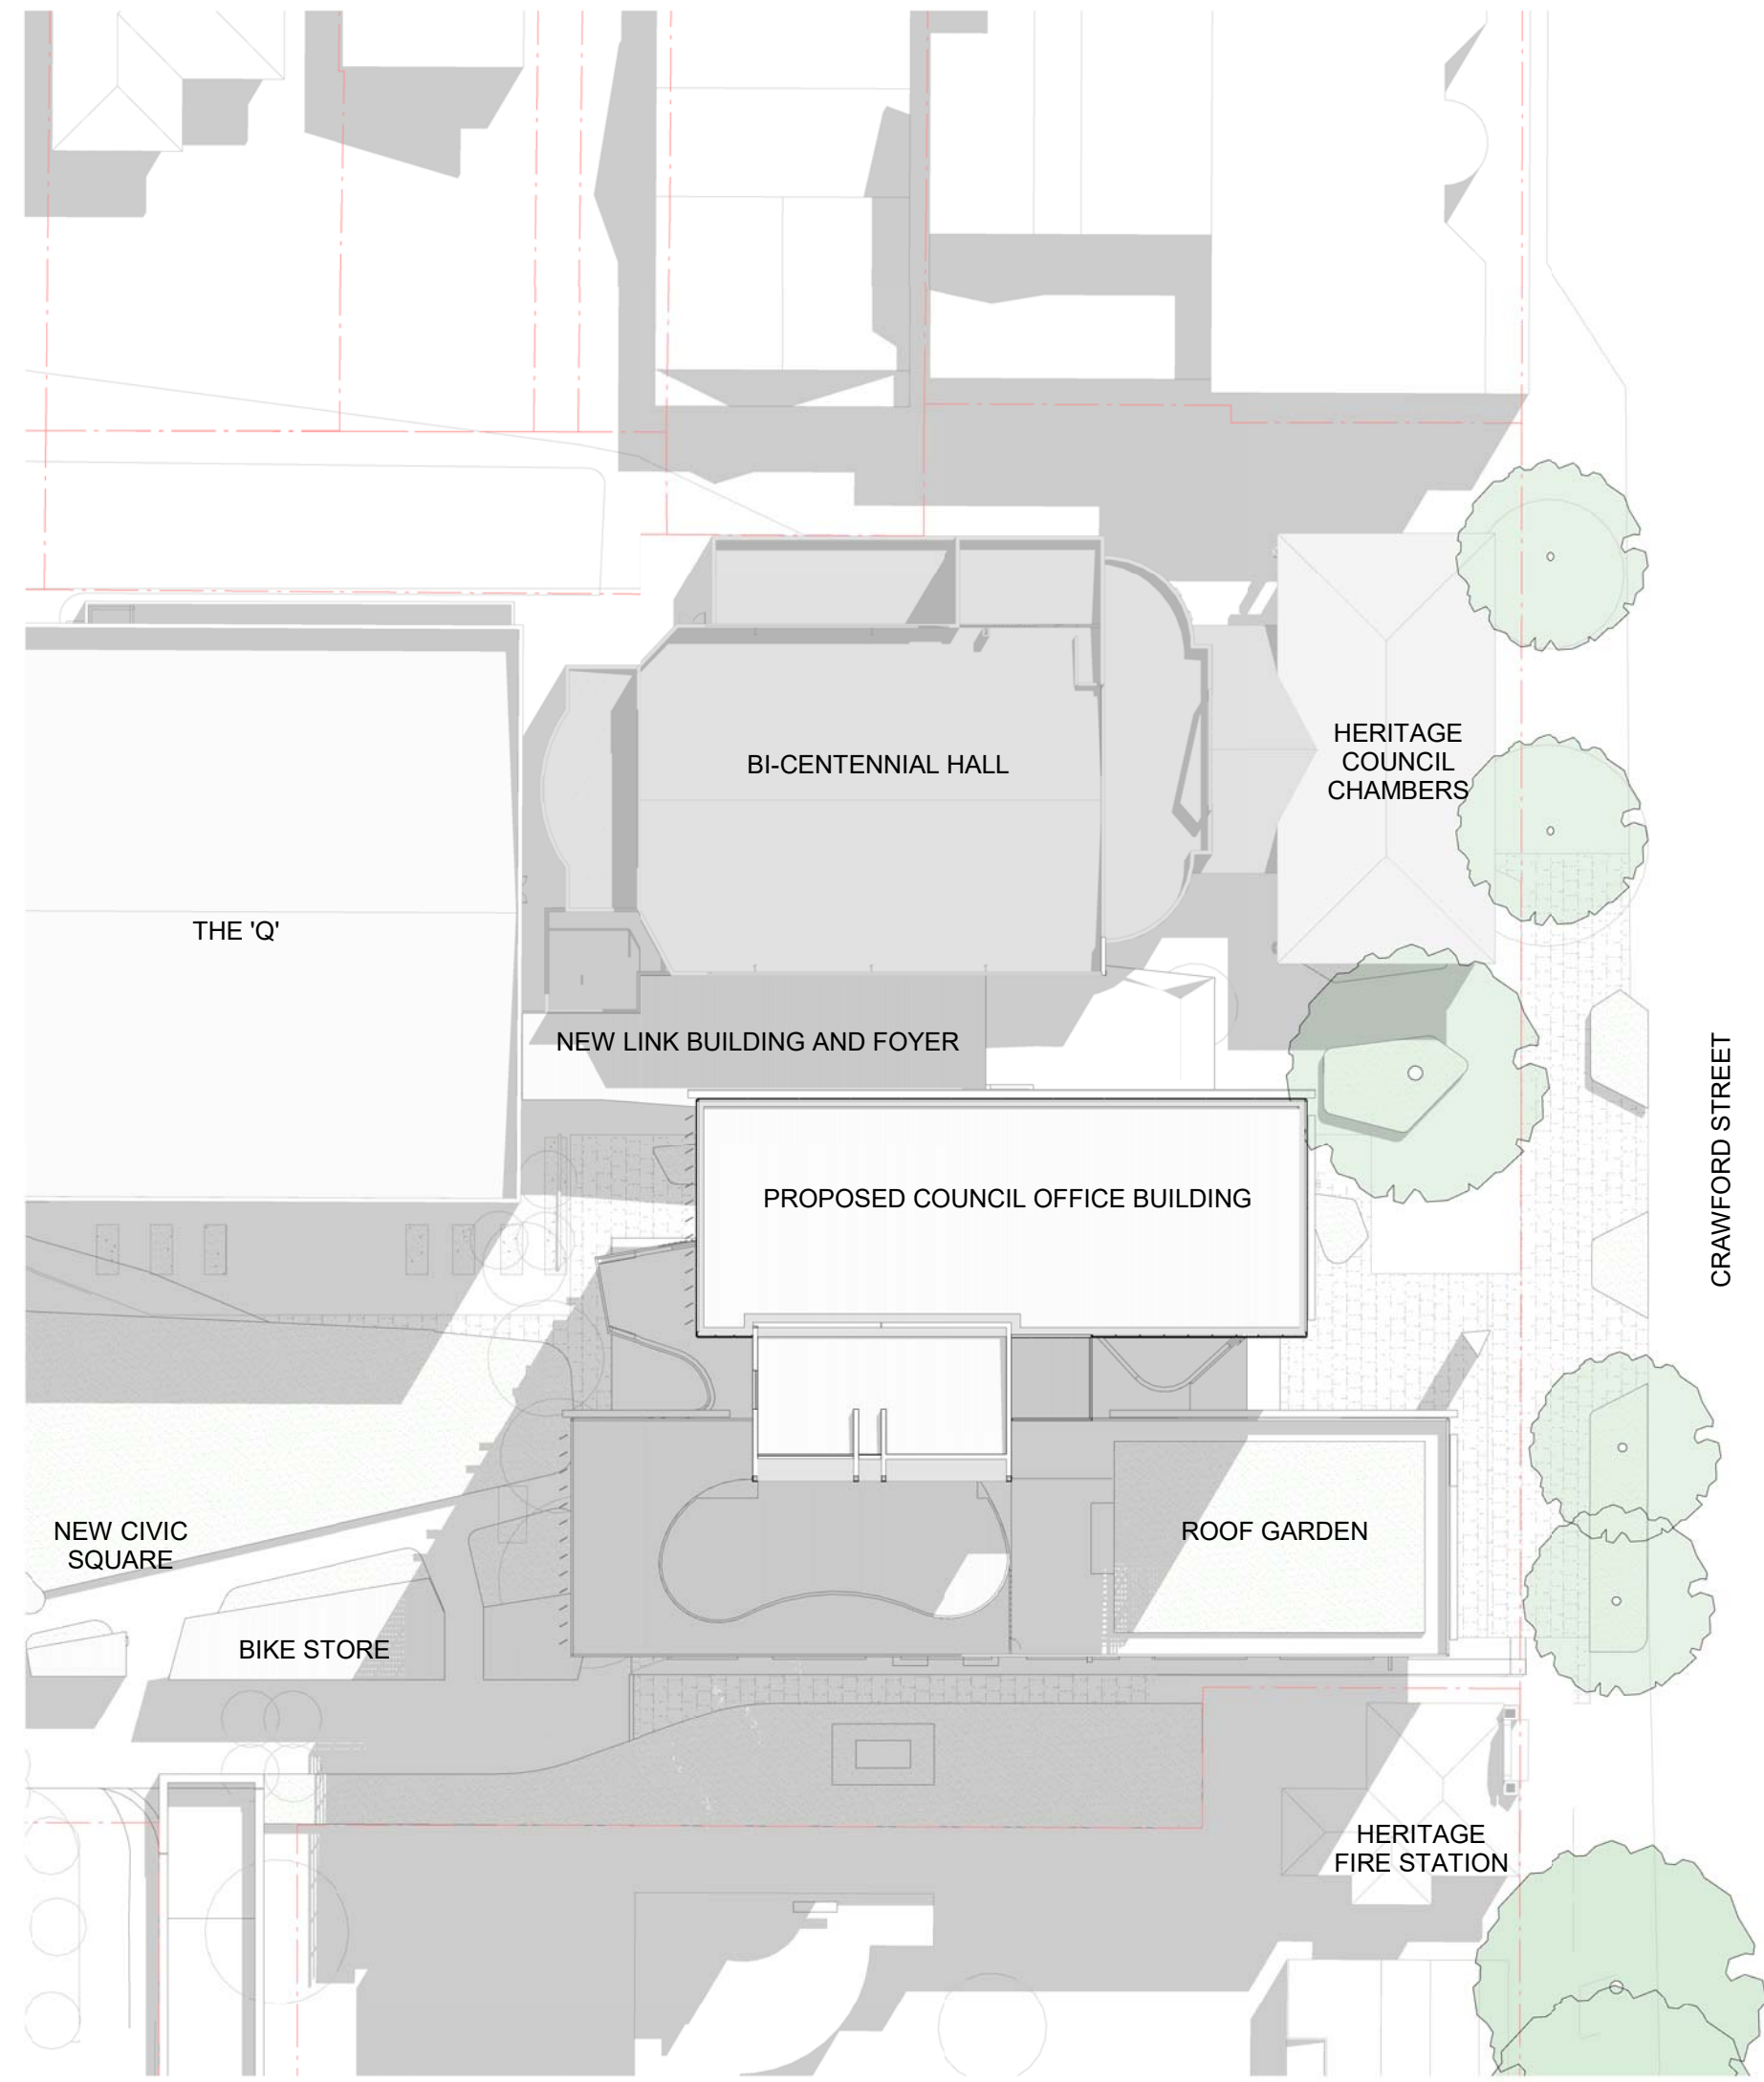 BI-CENTENNIAL HALL
HERITAGE
COUNCIL
CHAMBERS
THE 'Q'
NEW LINK BUILDING AND FOYER
CRAWFORD STREET
PROPOSED COUNCIL OFFICE BUILDING
NEW CIVIC
SQUARE
ROOF GARDEN
BIKE STORE
HERITAGE
FIRE STATION